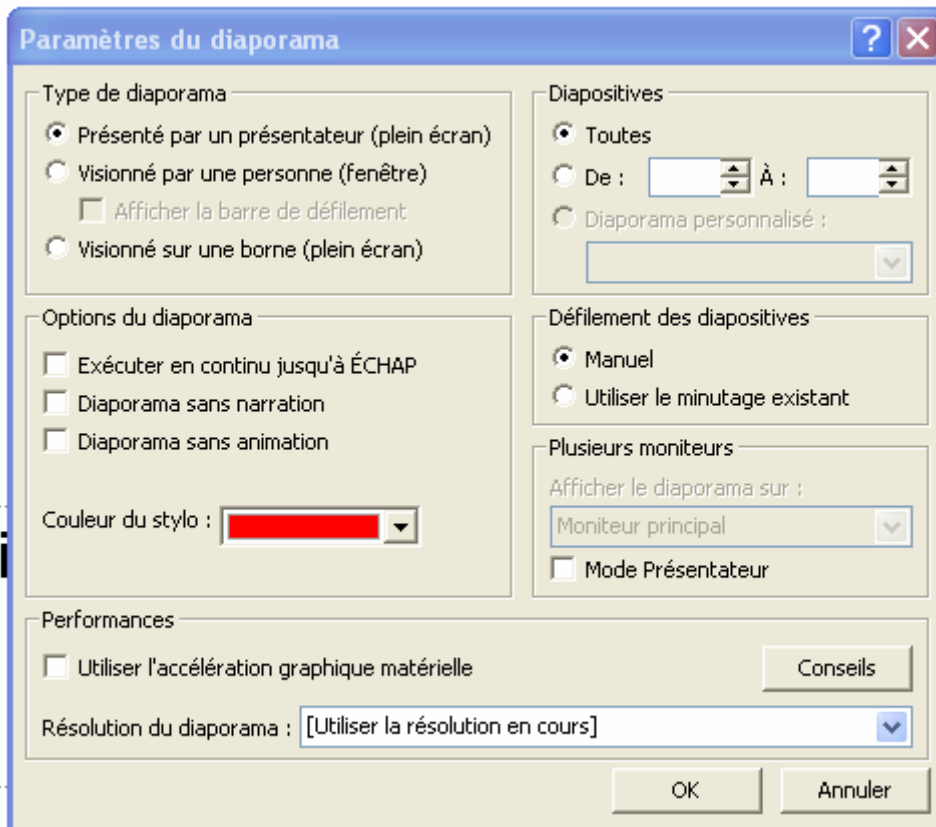 Paramètres du diaporama
Type de diaporama
Présenté par un présentateur (plein écran)
Visionné par une personne (fenêtre)
Afficher la barre de défilement
Visionné sur une borne (plein écran)
Diapositives
Toutes
De : À :
Diaporama personnalisé :
Options du diaporama
Exécuter en continu jusqu'à ÉCHAP
Diaporama sans narration
Diaporama sans animation
Couleur du stylo :
Défilement des diapositives
Manuel
Utiliser le minutage existant
Plusieurs moniteurs
Afficher le diaporama sur :
Moniteur principal
Mode Présentateur
Performances
Utiliser l'accélération graphique matérielle
Conseils
Résolution du diaporama : [Utiliser la résolution en cours]
OK Annuler